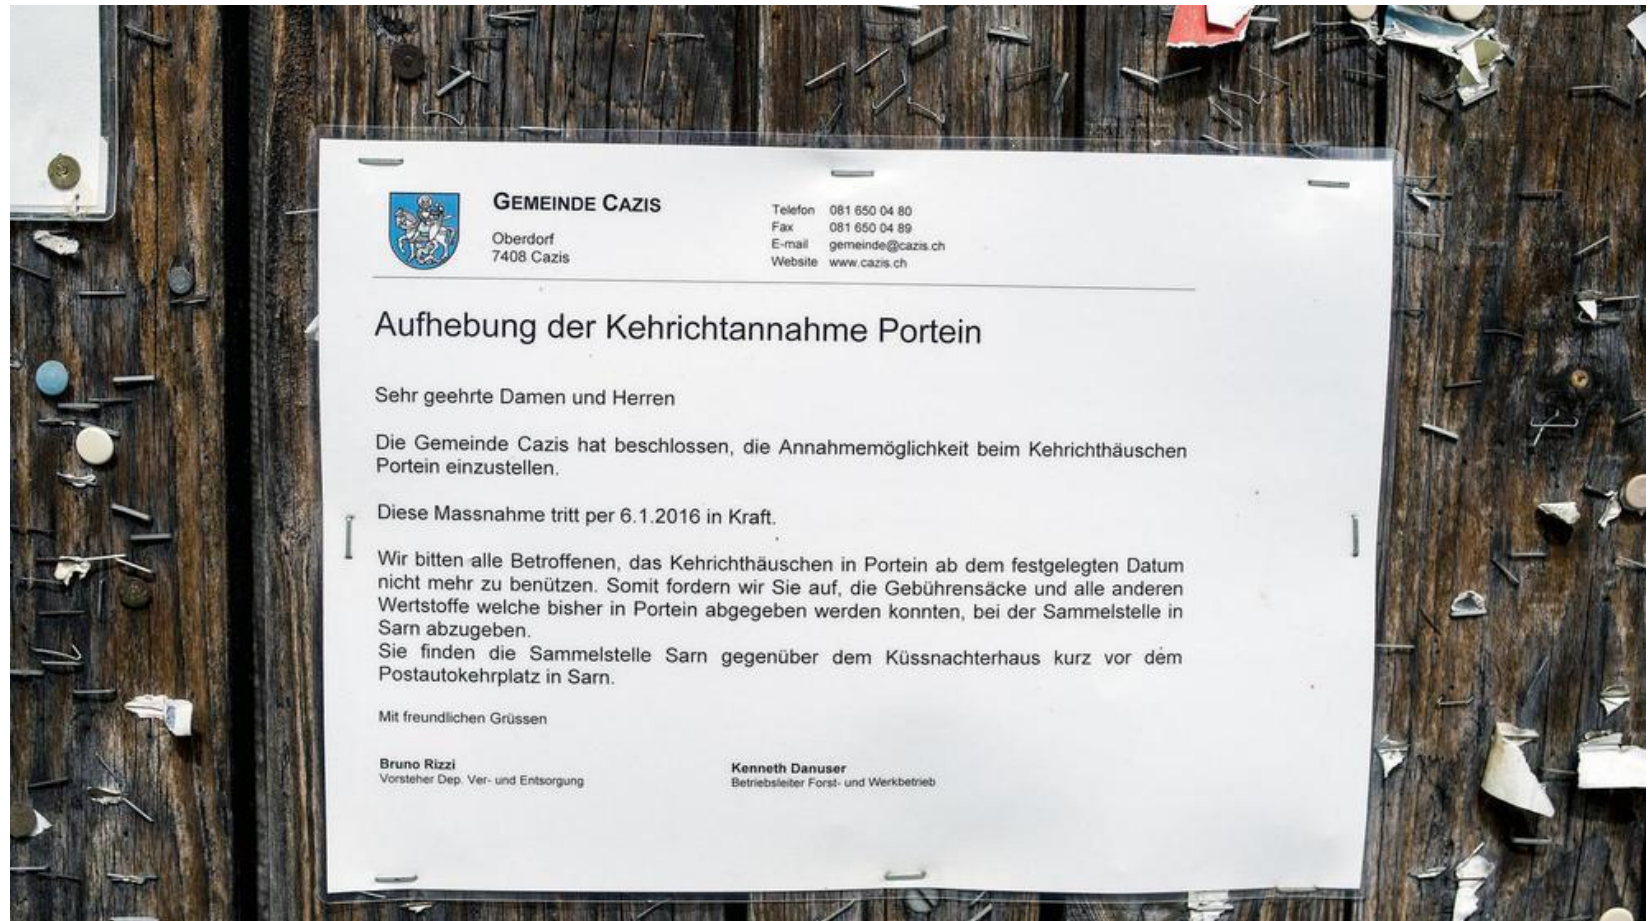 GEMEINDE CAZIS
Oberdorf
7408 Cazis
Telefon 081 650 04 80
Fax 081 650 04 89
E-mail gemeinde@cazis.ch
Website www.cazis.ch
Aufhebung der Kehrichtannahme Portein
Sehr geehrte Damen und Herren
Die Gemeinde Cazis hat beschlossen, die Annahmemöglichkeit beim Kehrichthäuschen
Portein einzustellen.
Diese Massnahme tritt per 6.1.2016 in Kraft.
Wir bitten alle Betroffenen, das Kehrichthäuschen in Portein ab dem festgelegten Datum
nicht mehr zu benützen. Somit fordern wir Sie auf, die Gebührensäcke und alle anderen
Wertstoffe welche bisher in Portein abgegeben werden konnten, bei der Sammelstelle in
Sarn abzugeben.
Sie finden die Sammelstelle Sarn gegenüber dem Küssnachterhaus kurz vor dem
Postautokehrplatz in Sarn.
Mit freundlichen Grüssen
Bruno Rizzi
Vorsteher Dep. Ver- und Entsorgung
Kenneth Danuser
Betriebsleiter Forst- und Werkbetrieb